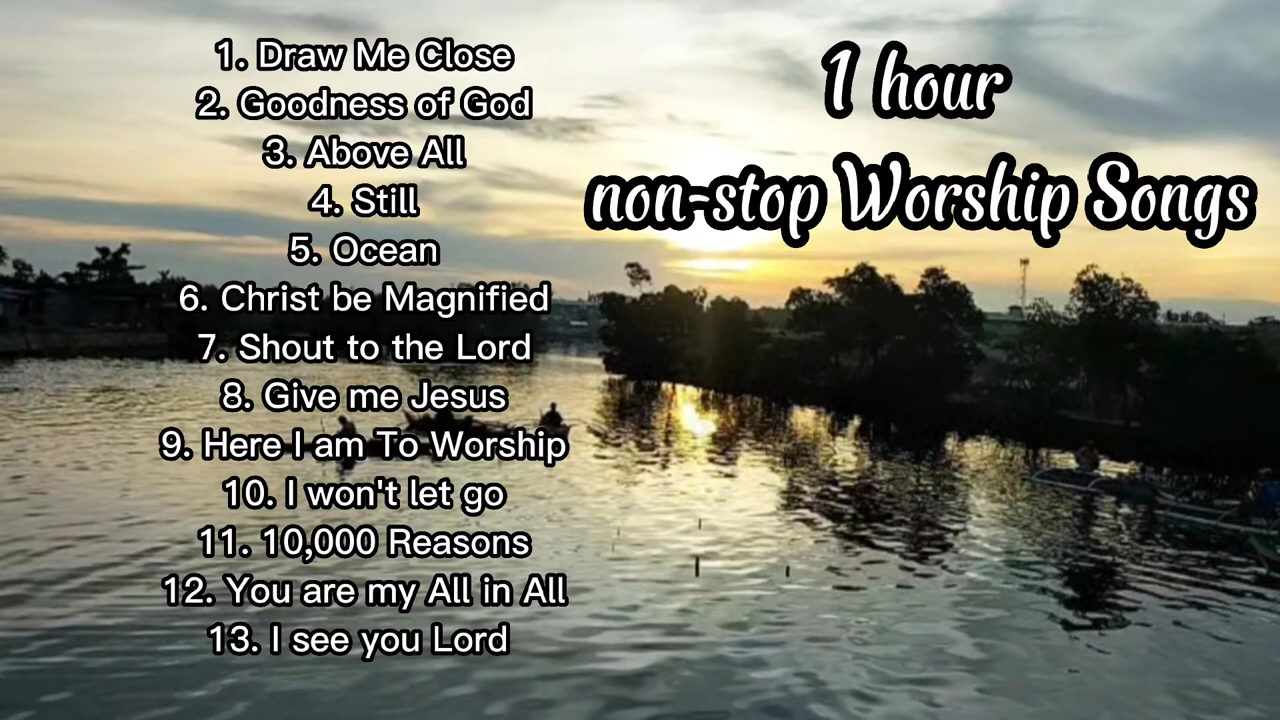 1. Draw Me Close
2. Goodness of God
3. Above All
4. Still
5. Ocean
6. Christ be Magnified
7. Shout to the Lord
8. Give me Jesus
9. Here I am To Worship
10. I won't let go
11. 10,000 Reasons
12. You are my All in All
13. I see you Lord
1 hour
non-stop Worship Songs